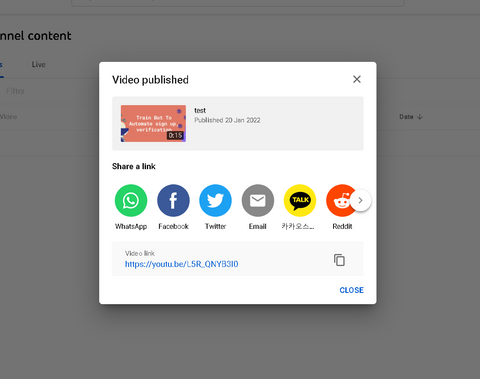 nnel content
s
Live
Filter
Video
Date
Video published
Train Bot To
Automate sign up
verification
0:15
test
Published 20 Jan 2022
Share a link
TALK
WhatsApp
Facebook
Twitter
Email
카카오스...
Reddit
Video link
https://youtu.be/L5R_QNYB3I0
CLOSE